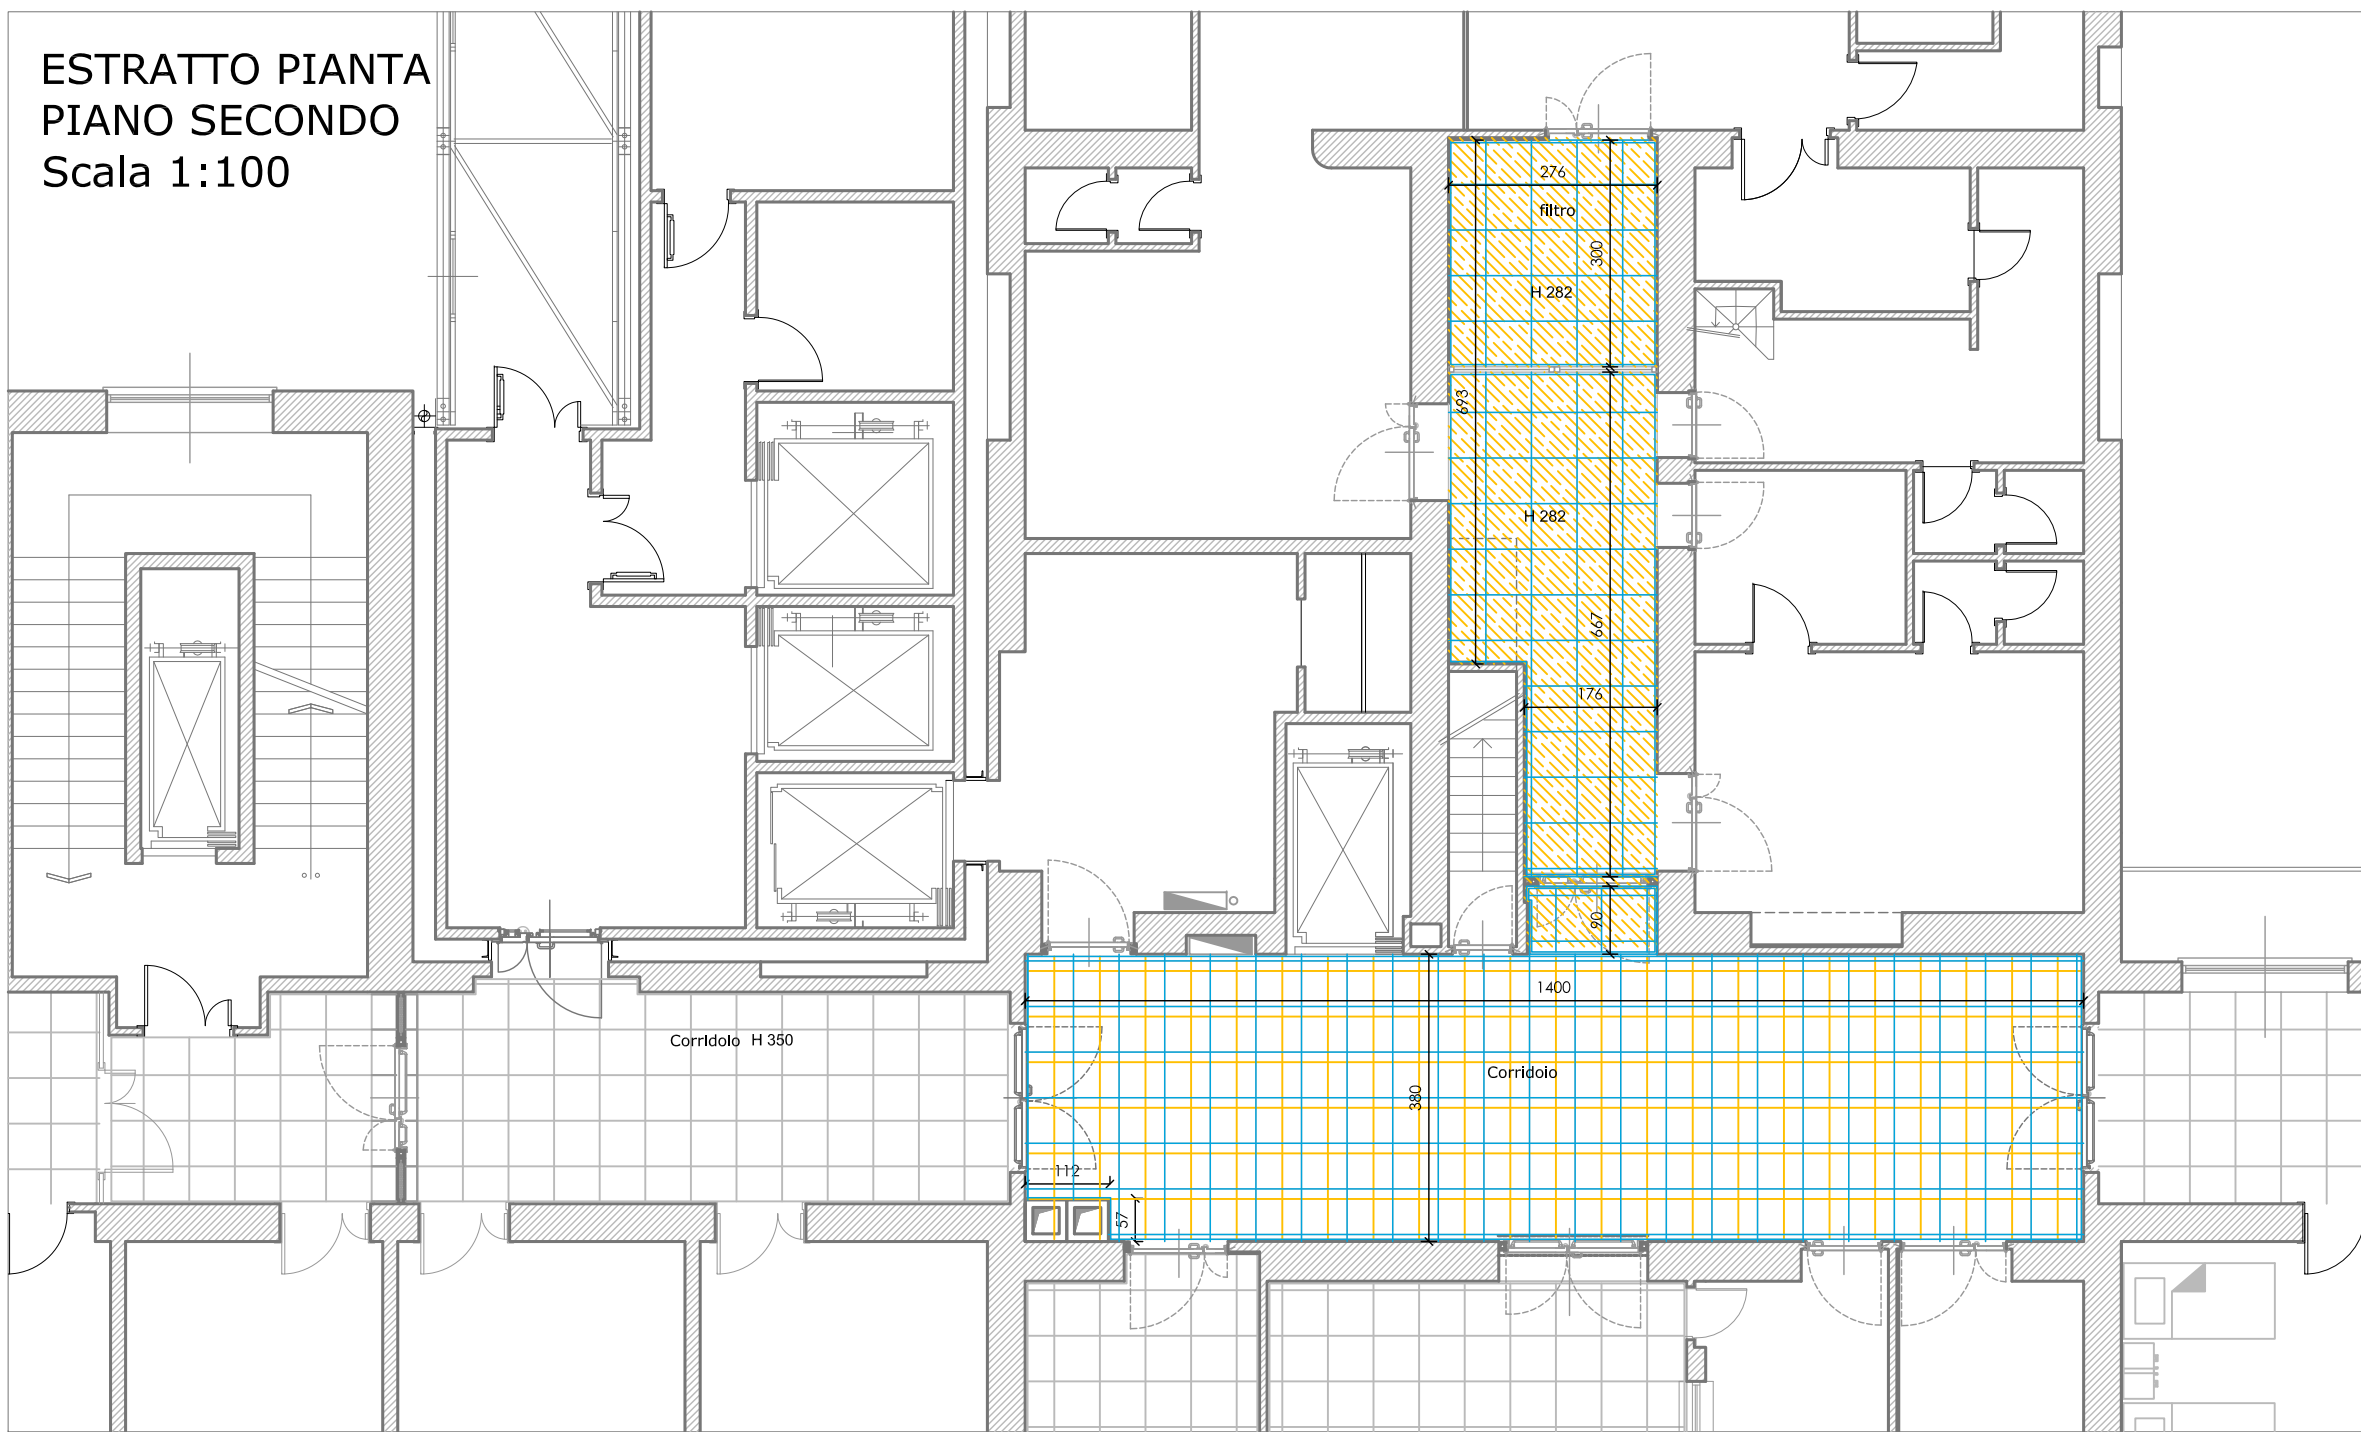 ESTRATTO PIANTA
PIANO SECONDO
Scala 1:100
276
filtro
300
H 282
693
H 282
667
176
90
1400
Corridoio H 350
Corridoio
380
112
57